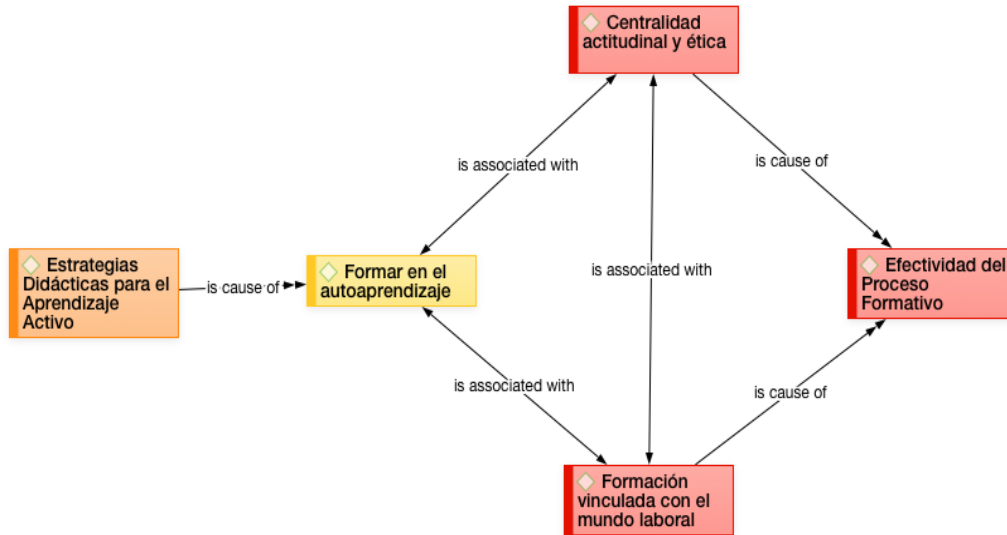 Centralidad
actitudinal y ética
is associated with
is cause of
Estrategias
Didácticas para el
Aprendizaje
Activo
is cause of
Formar en el
autoaprendizaje
is associated with
Efectividad del
Proceso
Formativo
is associated with
is cause of
Formación
vinculada con el
mundo laboral